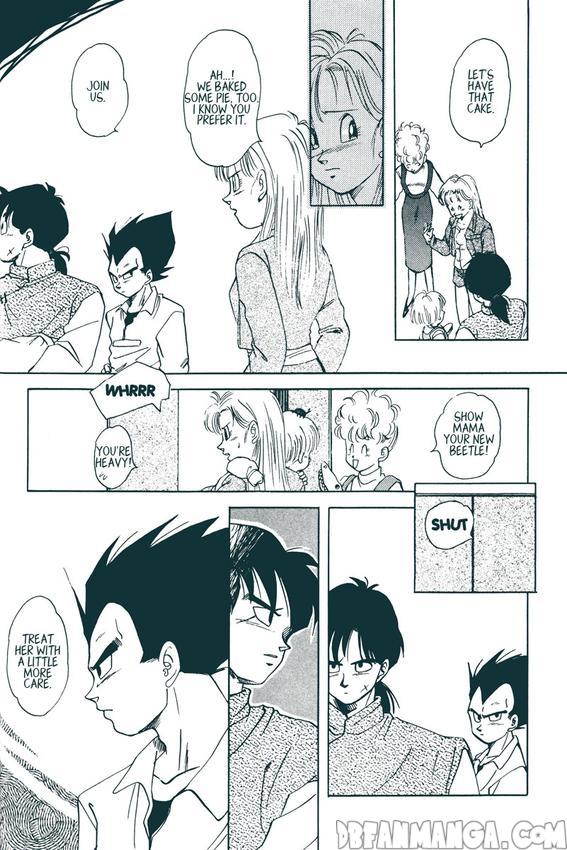 LET'S
HAVE
THAT
CAKE.
AH...!
WE BAKED
SOME PIE, TOO.
I KNOW YOU
PREFER IT.
JOIN
US.
SHOW
MAMA
YOUR NEW
BEETLE!
WHRRR
YOU'RE
HEAVY!
SHUT
TREAT
HER WITH
A LITTLE
MORE
CARE.
DBFANMANGA.COM